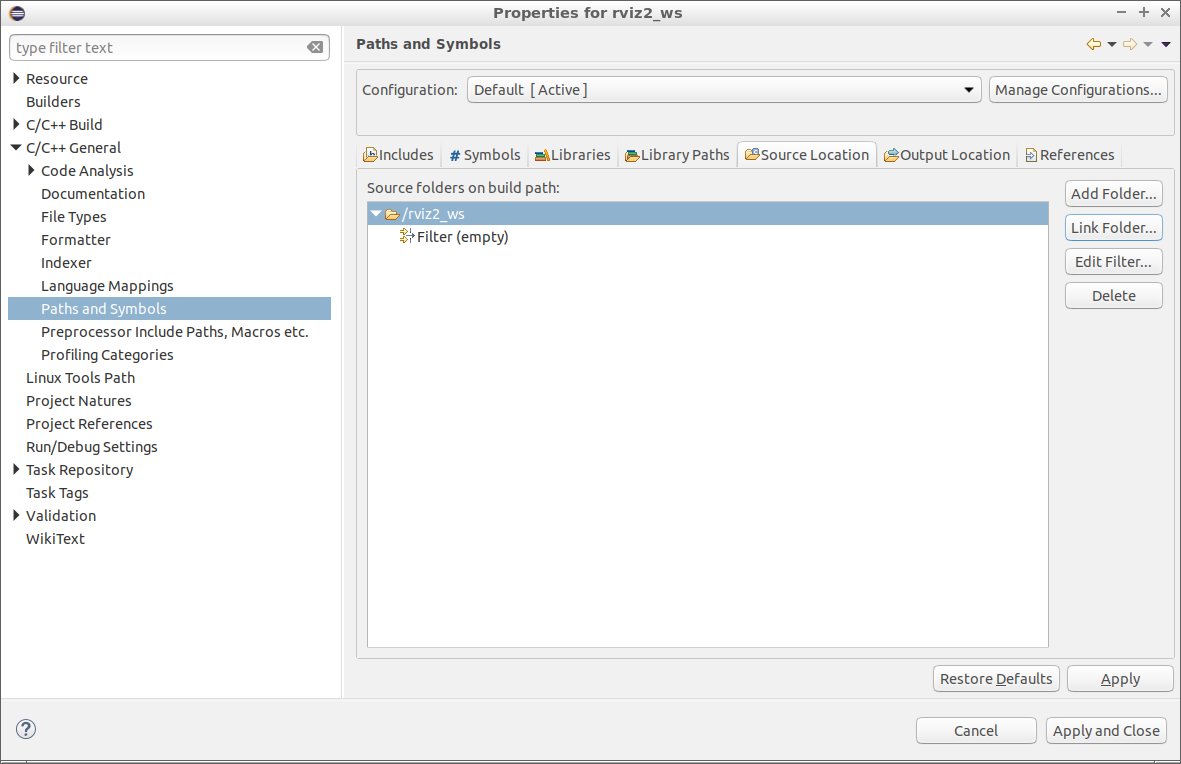 Properties for rviz2_ws
type filter text
Resource
Builders
C/C++ Build
C/C++ General
Code Analysis
Documentation
File Types
Formatter
Indexer
Language Mappings
Paths and Symbols
Preprocessor Include Paths, Macros etc.
Profiling Categories
Linux Tools Path
Project Natures
Project References
Run/Debug Settings
Task Repository
Task Tags
Validation
WikiText
Paths and Symbols
Configuration: Default [ Active ] Manage Configurations...
Includes # Symbols Libraries Library Paths Source Location Output Location References
Source folders on build path:
/rviz2_ws
Filter (empty)
Add Folder...
Link Folder...
Edit Filter...
Delete
Restore Defaults Apply
Cancel Apply and Close